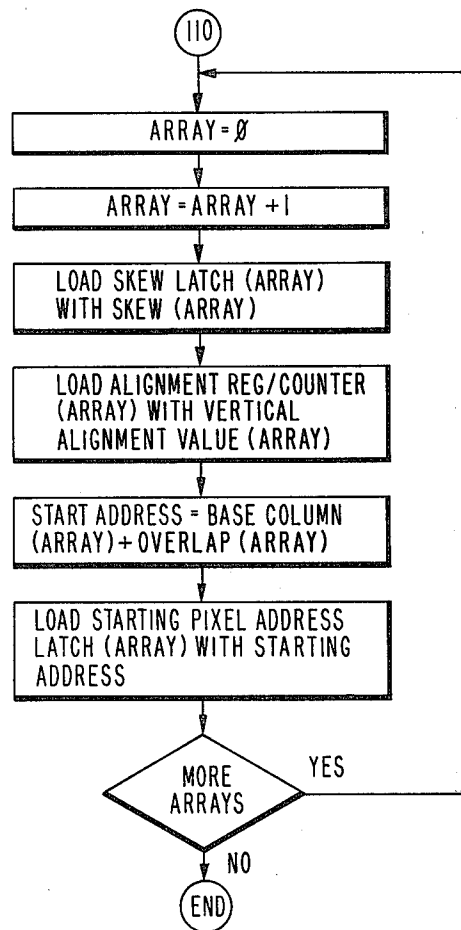 110
ARRAY = Ø
ARRAY = ARRAY + 1
LOAD SKEW LATCH (ARRAY)
WITH SKEW (ARRAY)
LOAD ALIGNMENT REG/COUNTER
(ARRAY) WITH VERTICAL
ALIGNMENT VALUE (ARRAY)
START ADDRESS = BASE COLUMN
(ARRAY) + OVERLAP (ARRAY)
LOAD STARTING PIXEL ADDRESS
LATCH (ARRAY) WITH STARTING
ADDRESS
MORE
ARRAYS
YES
NO
END